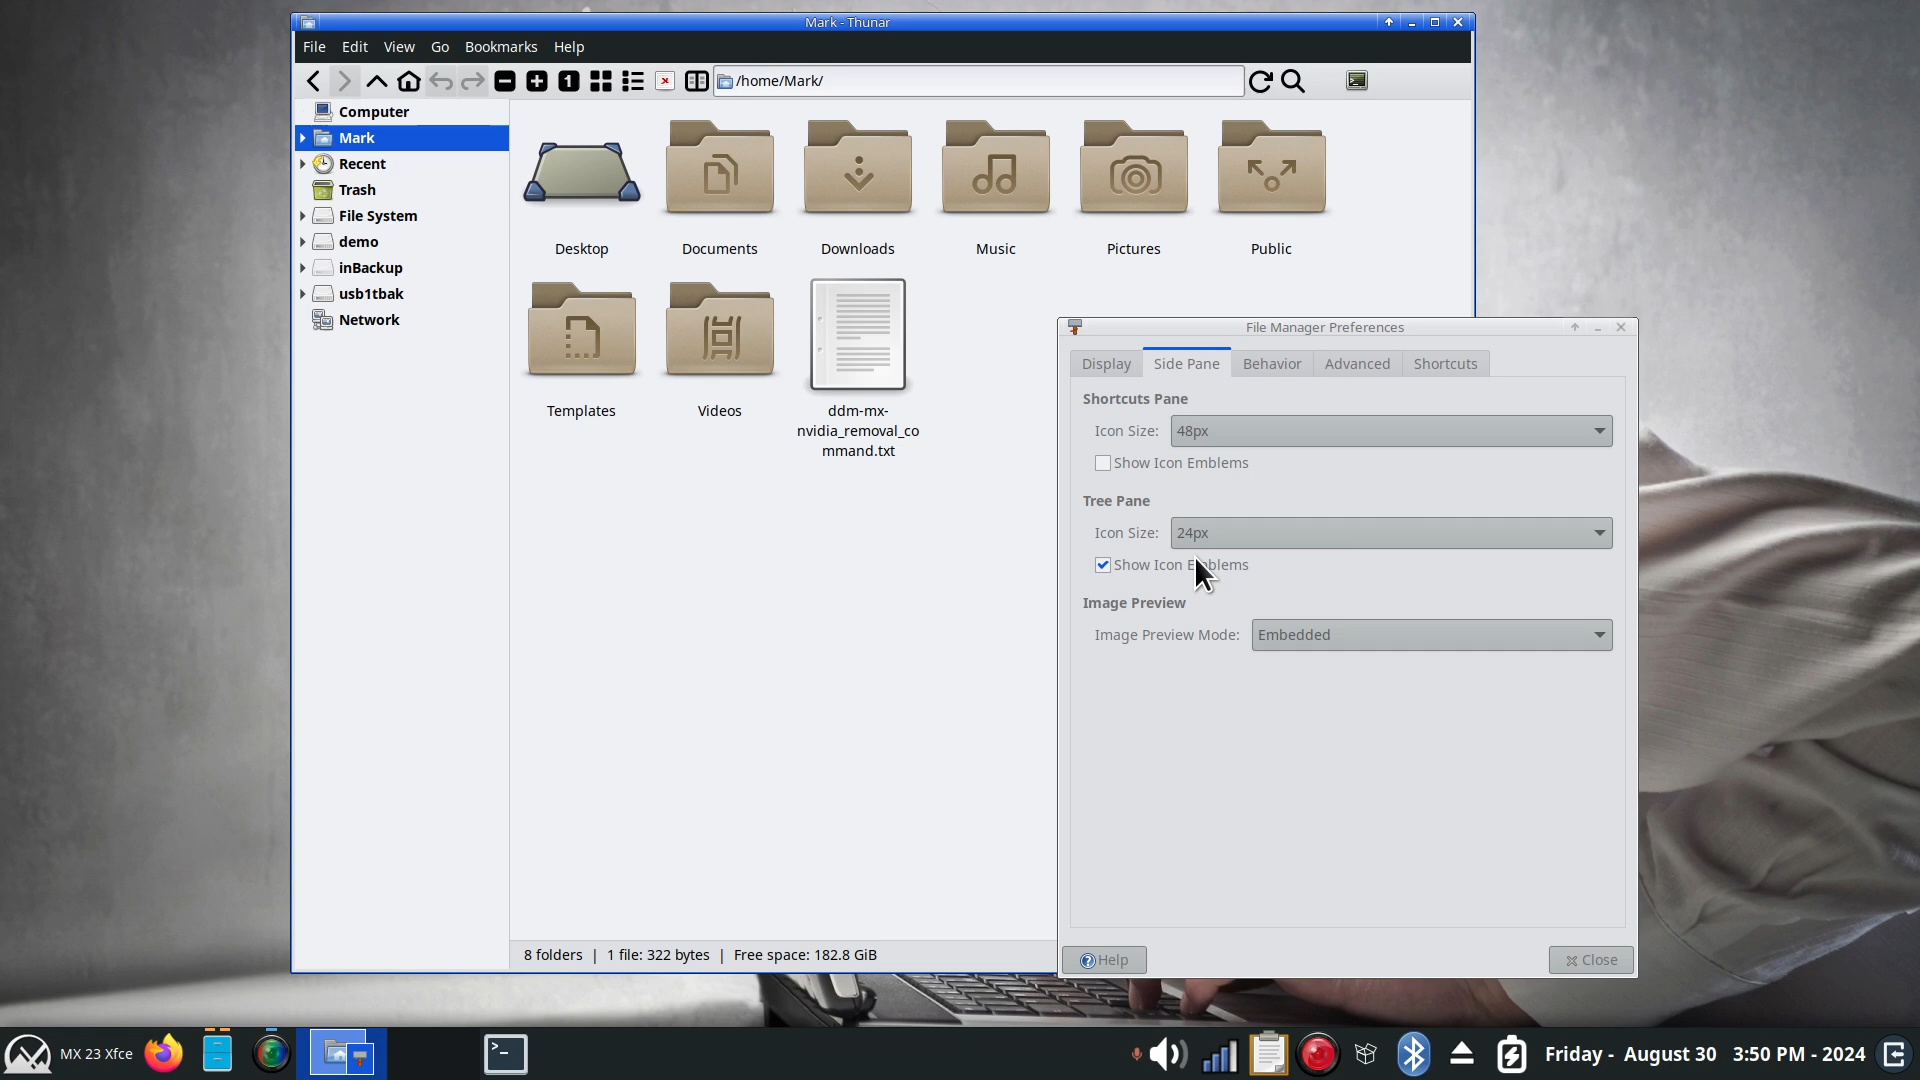 Mark - Thunar
File Edit View Go Bookmarks Help
1 /home/Mark/
Computer
Mark
Recent
Trash
File System
demo
inBackup
usb1tbak
Network
Desktop Documents Downloads Music Pictures Public
Templates Videos ddm-mx-
nvidia_removal_co
mmand.txt
8 folders | 1 file: 322 bytes | Free space: 182.8 GiB
File Manager Preferences
Display Side Pane Behavior Advanced Shortcuts
Shortcuts Pane
Icon Size: 48px
Show Icon Emblems
Tree Pane
Icon Size: 24px
Show Icon Emblems
Image Preview
Image Preview Mode: Embedded
Help Close
MX 23 Xfce Friday - August 30 3:50 PM - 2024